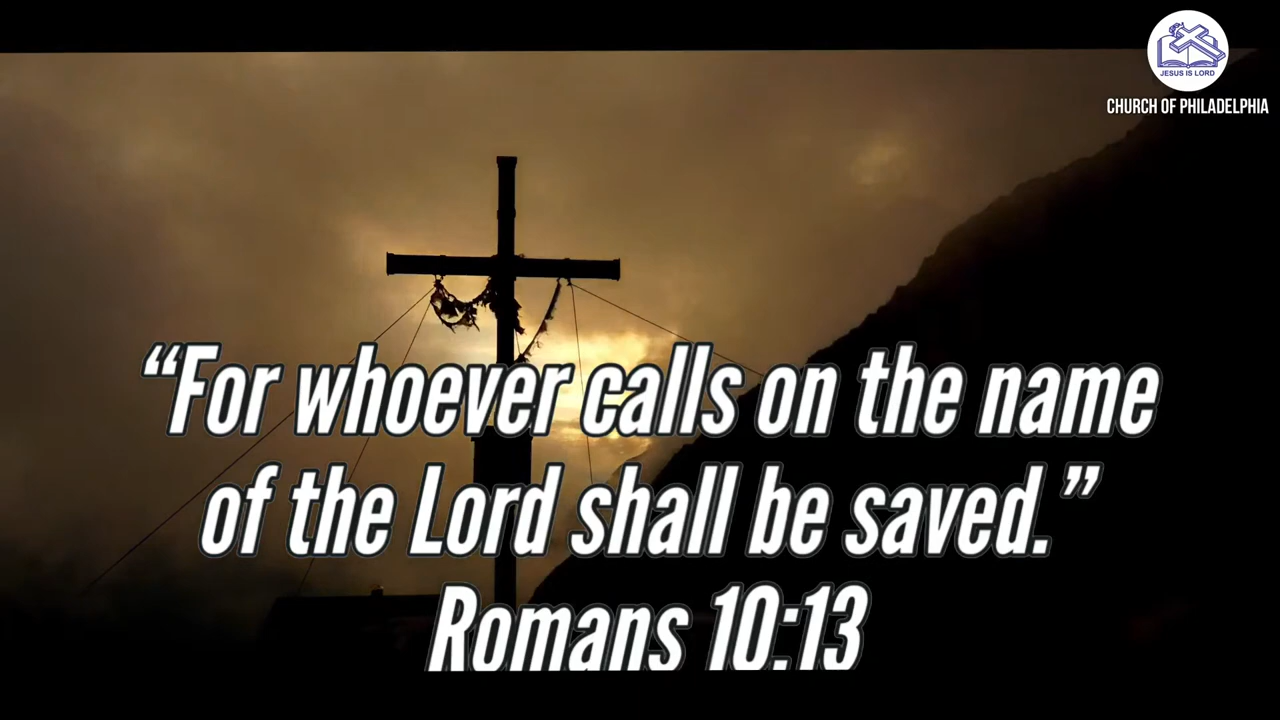 JESUS IS LORD
CHURCH OF PHILADELPHIA
“For whoever calls on the name
of the Lord shall be saved.”
Romans 10:13